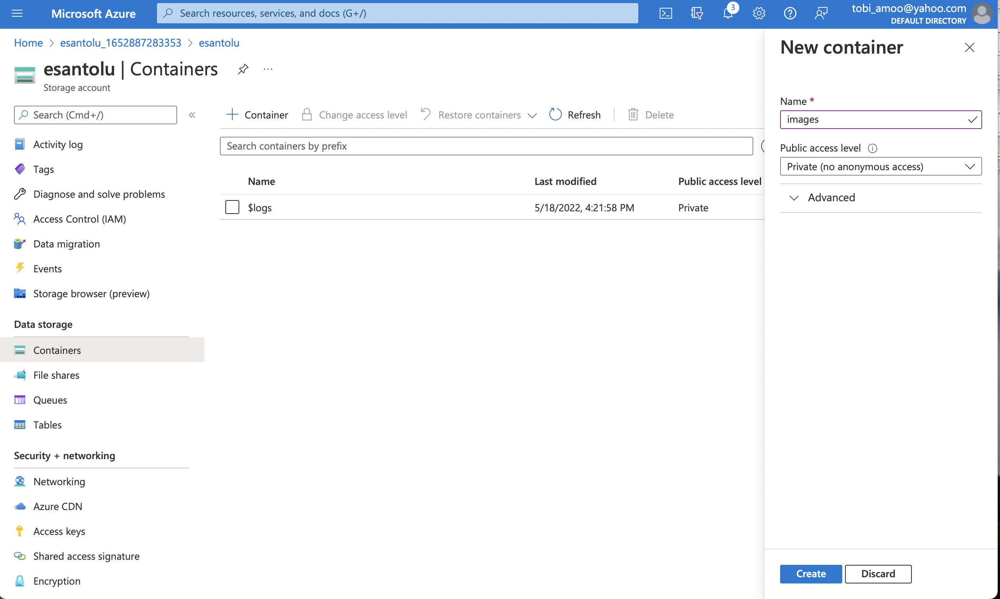 Microsoft Azure
Search resources, services, and docs (G+/)
3
tobi_amoo@yahoo.com
DEFAULT DIRECTORY
Home > esantolu_1652887283353 > esantolu
esantolu | Containers
...
Storage account
Search (Cmd+/)
«
Activity log
Tags
Diagnose and solve problems
Access Control (IAM)
Data migration
Events
Storage browser (preview)
Data storage
Containers
File shares
Queues
Tables
Security + networking
Networking
Azure CDN
Access keys
Shared access signature
Encryption
Container
Change access level
Restore containers
Refresh
Delete
Search containers by prefix
Name Last modified Public access level
$logs 5/18/2022, 4:21:58 PM Private
New container
Name *
images
Public access level
Private (no anonymous access)
Advanced
Create
Discard